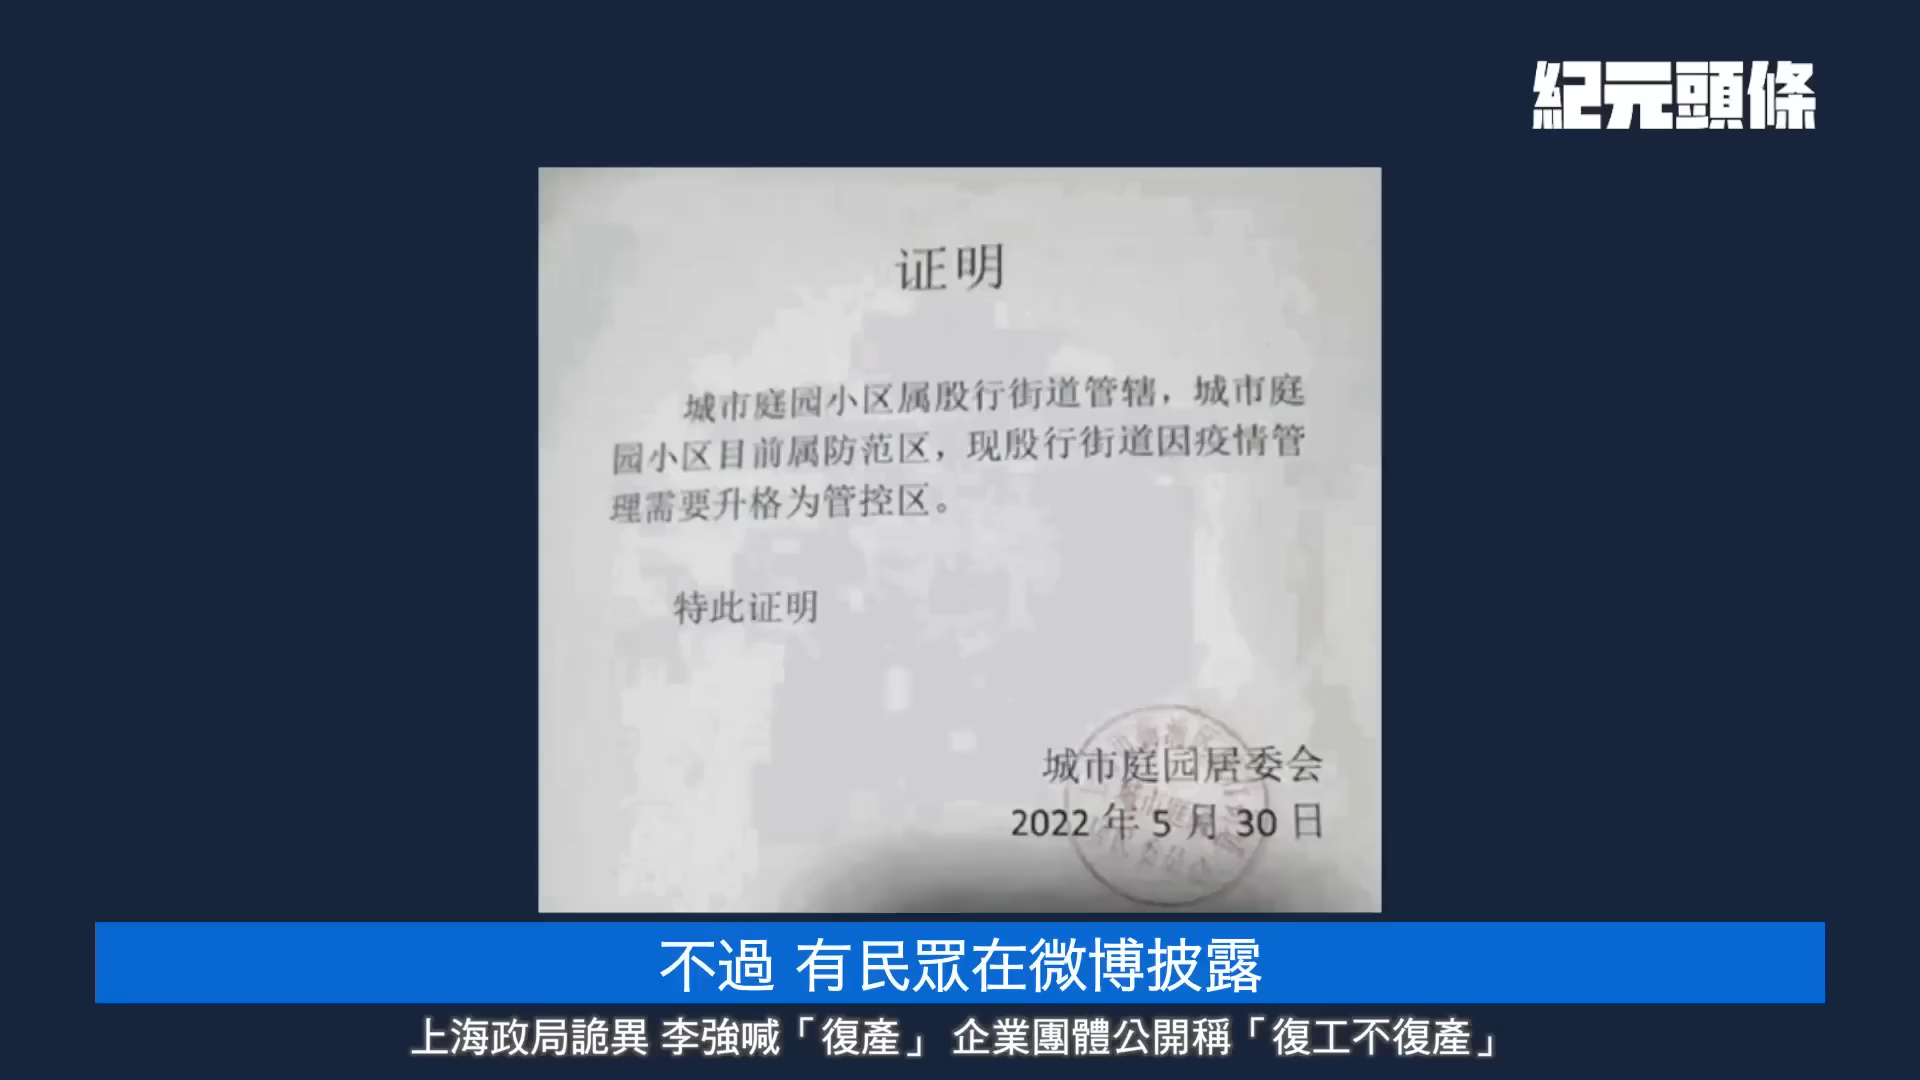 紀元頭條
证明
城市庭园小区属殷行街道管辖，城市庭
园小区目前属防范区，现殷行街道因疫情管
理需要升格为管控区。
特此证明
城市庭园居委会
2022 年 5 月 30 日
不過 有民眾在微博披露
上海政局詭異 李強喊「復產」 企業團體公開稱「復工不復產」